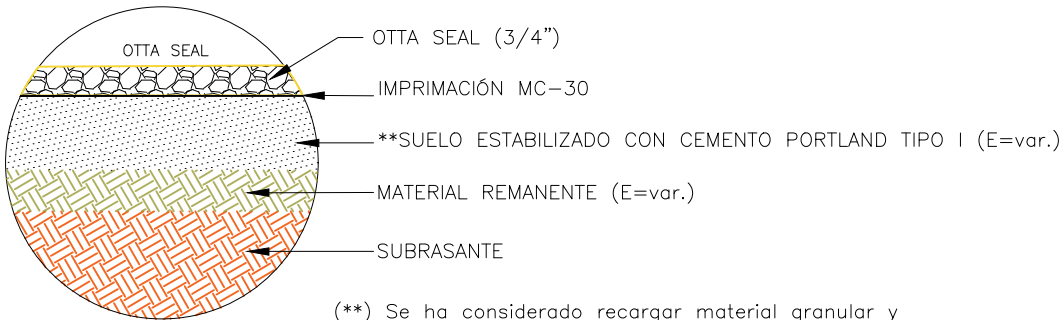 OTTA SEAL
OTTA SEAL (3/4”)
IMPRIMACIÓN MC-30
**SUELO ESTABILIZADO CON CEMENTO PORTLAND TIPO I (E=var.)
MATERIAL REMANENTE (E=var.)
SUBRASANTE
(**) Se ha considerado recargar material granular y